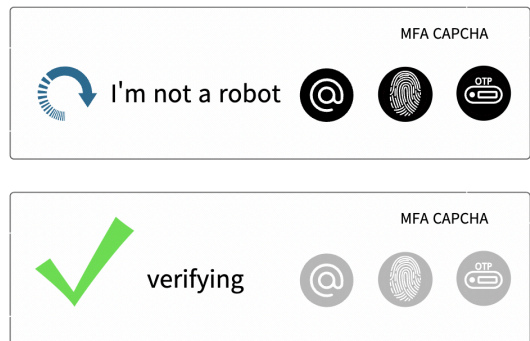 MFA CAPCHA
I'm not a robot
@
OTP
MFA CAPCHA
verifying
@
OTP